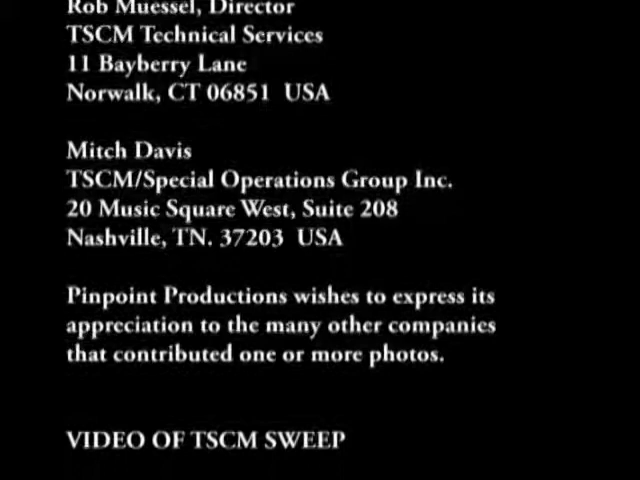 Rob Muessel, Director
TSCM Technical Services
11 Bayberry Lane
Norwalk, CT 06851 USA
Mitch Davis
TSCM/Special Operations Group Inc.
20 Music Square West, Suite 208
Nashville, TN. 37203 USA
Pinpoint Productions wishes to express its
appreciation to the many other companies
that contributed one or more photos.
VIDEO OF TSCM SWEEP